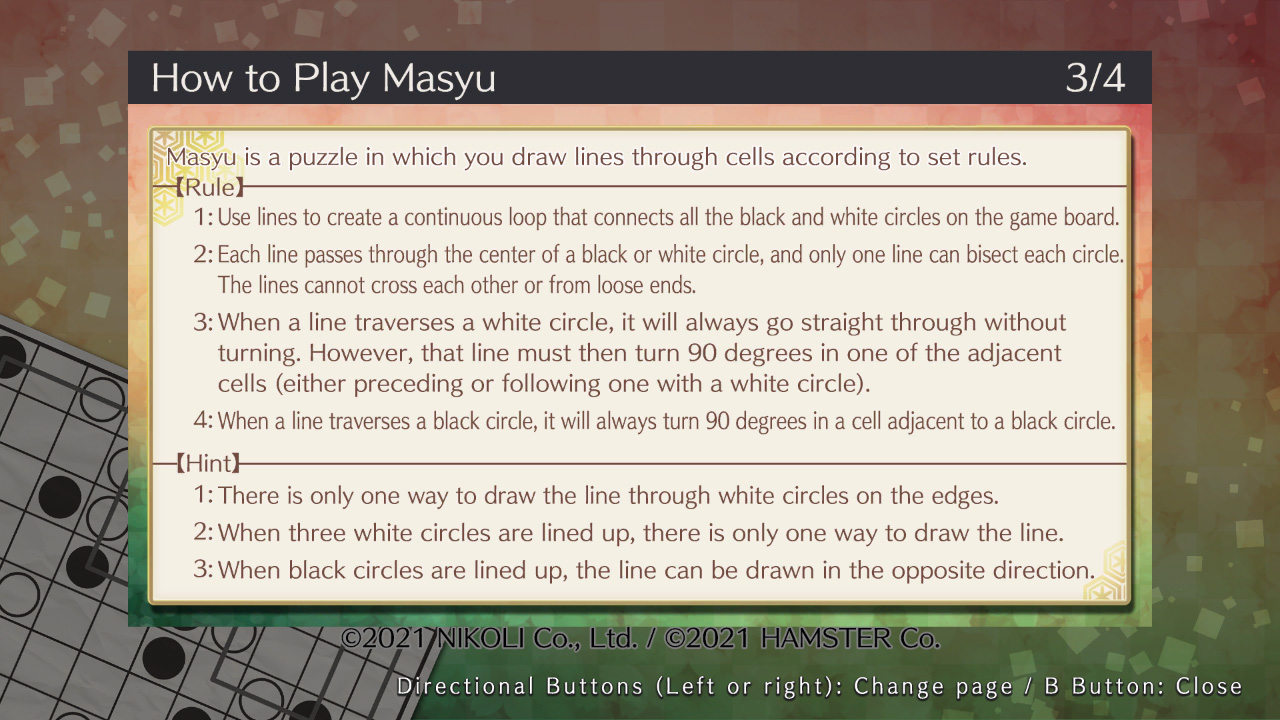 How to Play Masyu
3/4
Masyu is a puzzle in which you draw lines through cells according to set rules.
【Rule】
1: Use lines to create a continuous loop that connects all the black and white circles on the game board.
2: Each line passes through the center of a black or white circle, and only one line can bisect each circle.
The lines cannot cross each other or from loose ends.
3: When a line traverses a white circle, it will always go straight through without
turning. However, that line must then turn 90 degrees in one of the adjacent
cells (either preceding or following one with a white circle).
4: When a line traverses a black circle, it will always turn 90 degrees in a cell adjacent to a black circle.
【Hint】
1: There is only one way to draw the line through white circles on the edges.
2: When three white circles are lined up, there is only one way to draw the line.
3: When black circles are lined up, the line can be drawn in the opposite direction.
©2021 NIKOLI Co., Ltd. / ©2021 HAMSTER Co.
Directional Buttons (Left or right): Change page / B Button: Close